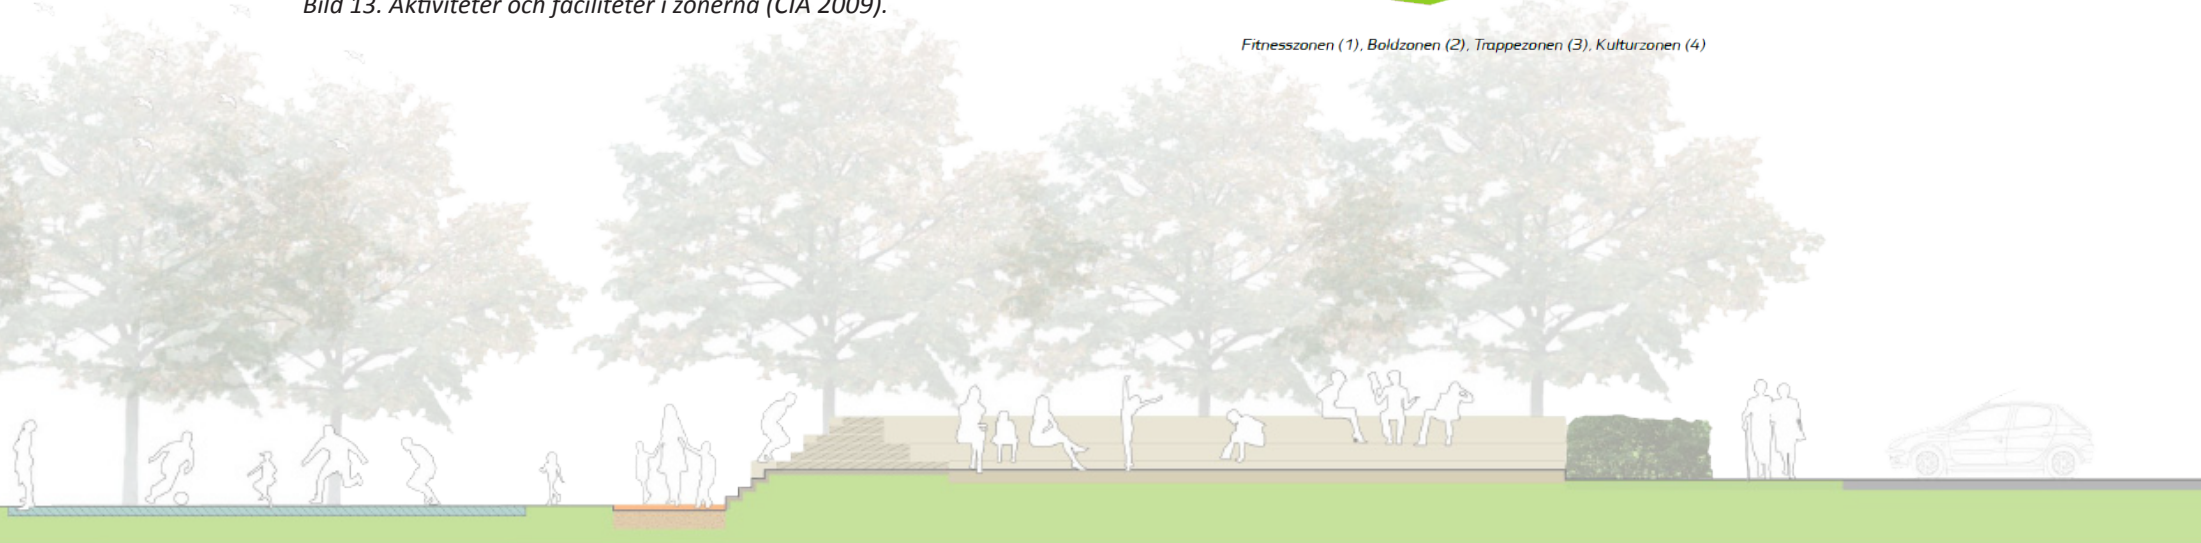 Bild 13. Aktiviteter och faciliteter i zonerna (CIA 2009).
Fitnesszonen (1), Boldzonen (2), Trappezonen (3), Kulturzonen (4)